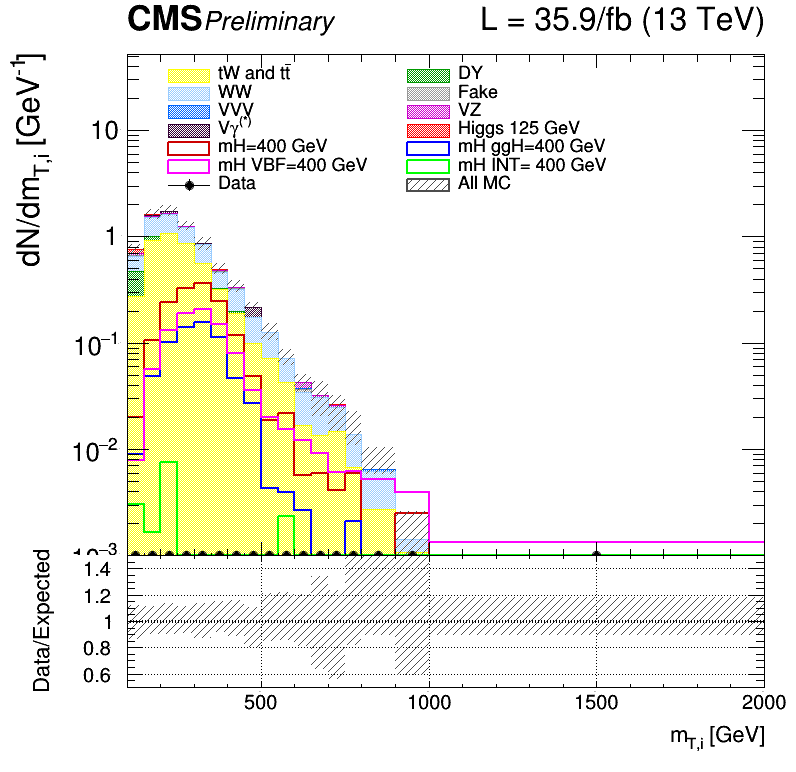 CMS Preliminary L = 35.9/fb (13 TeV)
dN/dm_{T,i} [GeV^{-1}]
tW and tt̄ DY
WW Fake
VVV VZ
Vγ^{(*)} Higgs 125 GeV
mH=400 GeV mH ggH=400 GeV
mH VBF=400 GeV mH INT= 400 GeV
Data All MC
10
1
10^{−1}
10^{−2}
10^{−3}
Data/Expected
1.4
1.2
1
0.8
0.6
500 1000 1500 2000
m_{T,i} [GeV]